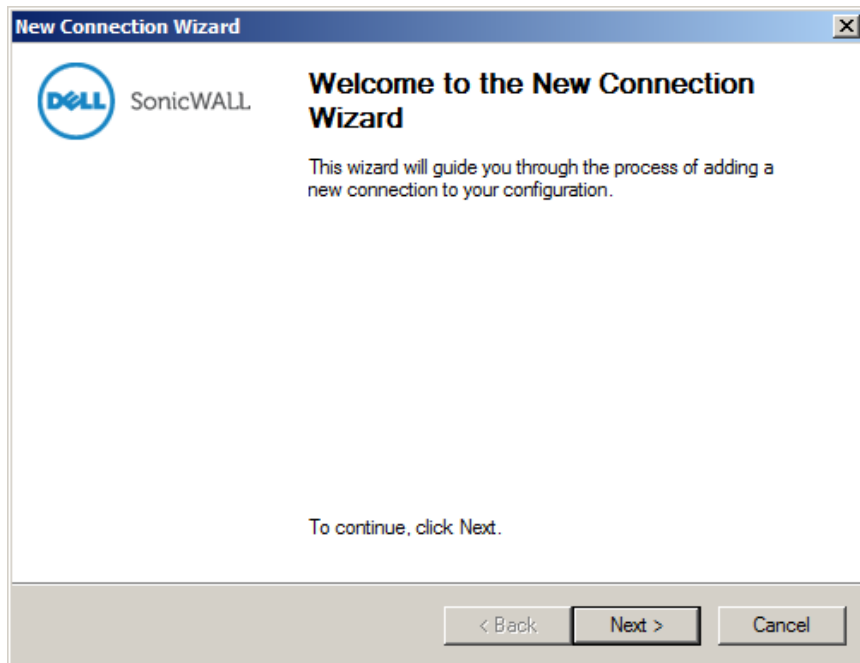 New Connection Wizard
DELL SonicWALL
Welcome to the New Connection
Wizard
This wizard will guide you through the process of adding a
new connection to your configuration.
To continue, click Next.
< Back
Next >
Cancel